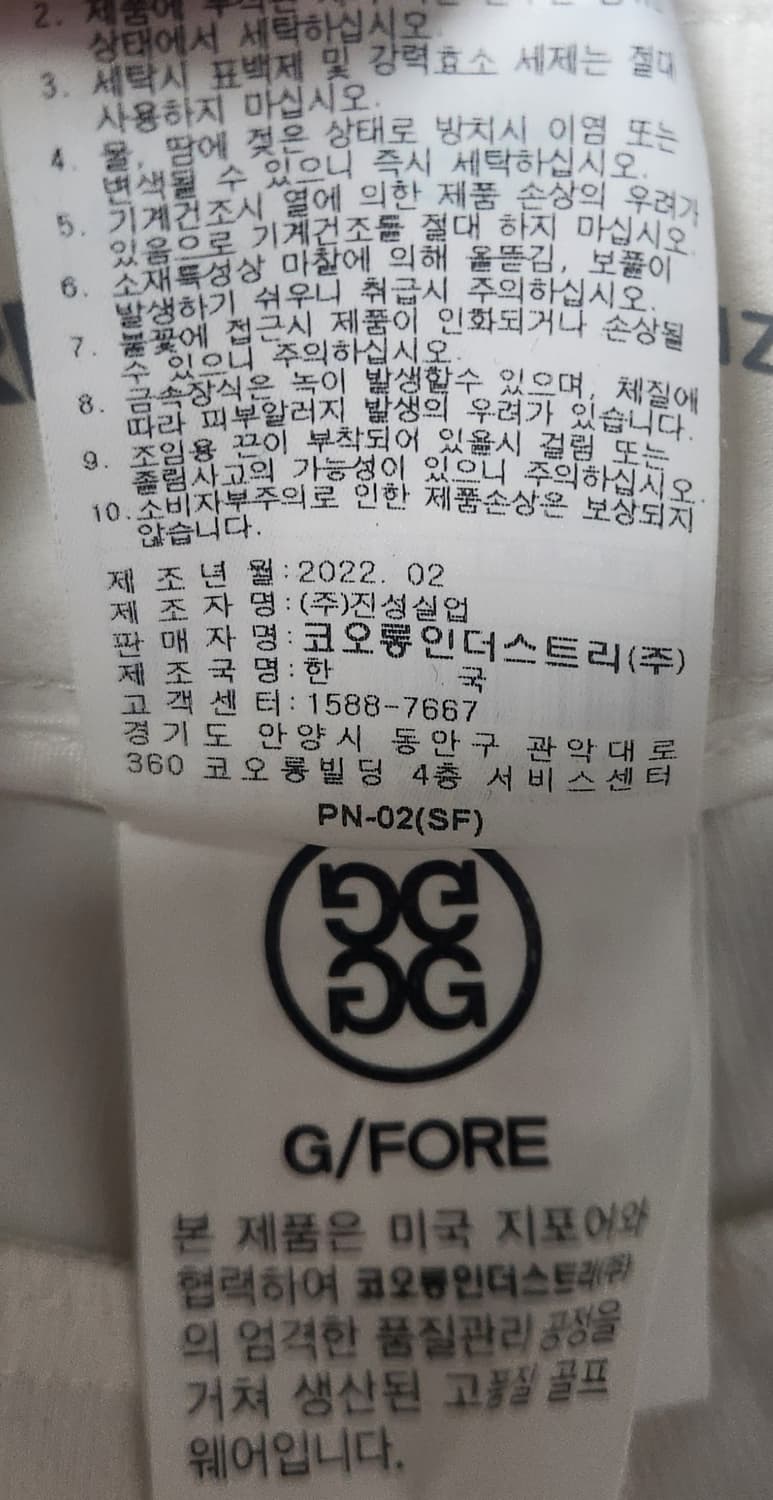 2. 제품에
상태에서 세탁하십시오.
3. 세탁시 표백제 및 강력효소 세제는 절대
사용하지 마십시오.
4. 물, 땀에 젖은 상태로 방치시 이염 또는
변색될 수 있으니 즉시 세탁하십시오.
5. 기계건조시 열에 의한 제품 손상의 우려가
있음으로 기계건조를 절대 하지 마십시오.
6. 소재특성상 마찰에 의해 올뜯김, 보풀이
발생하기 쉬우니 취급시 주의하십시오.
7. 불꽃에 접근시 제품이 인화되거나 손상될
수 있으니 주의하십시오.
8. 금속장식은 녹이 발생할수 있으며, 체질에
따라 피부알러지 발생의 우려가 있습니다.
9. 조임용 끈이 부착되어 있을시 걸림 또는
졸림사고의 가능성이 있으니 주의하십시오.
10. 소비자부주의로 인한 제품손상은 보상되지
않습니다.
제 조 년 월:2022. 02
제 조 자 명:(주)진성실업
판 매 자 명:코오롱인더스트리(주)
제 조 국 명:한 국
고 객 센 터:1588-7667
경기도 안양시 동안구 관악대로
360 코오롱빌딩 4층 서비스센터
PN-02(SF)
G/FORE
본 제품은 미국 지포어와
협력하여 코오롱인더스트리(주)
의 엄격한 품질관리 공정을
거쳐 생산된 고품질 골프
웨어입니다.